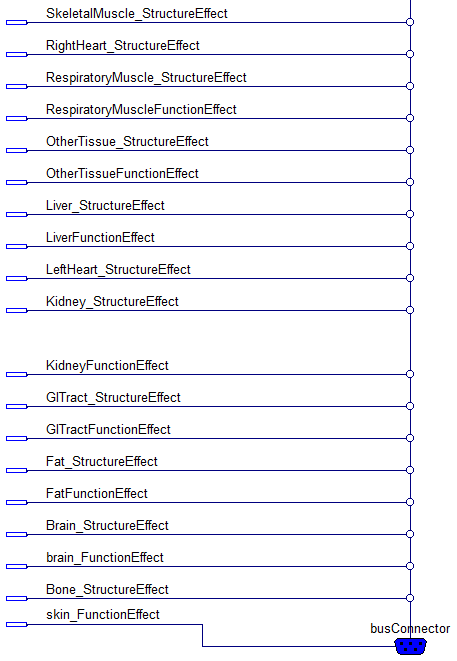 SkeletalMuscle_StructureEffect
RightHeart_StructureEffect
RespiratoryMuscle_StructureEffect
RespiratoryMuscleFunctionEffect
OtherTissue_StructureEffect
OtherTissueFunctionEffect
Liver_StructureEffect
LiverFunctionEffect
LeftHeart_StructureEffect
Kidney_StructureEffect
KidneyFunctionEffect
GITract_StructureEffect
GITractFunctionEffect
Fat_StructureEffect
FatFunctionEffect
Brain_StructureEffect
brain_FunctionEffect
Bone_StructureEffect
skin_FunctionEffect
busConnector